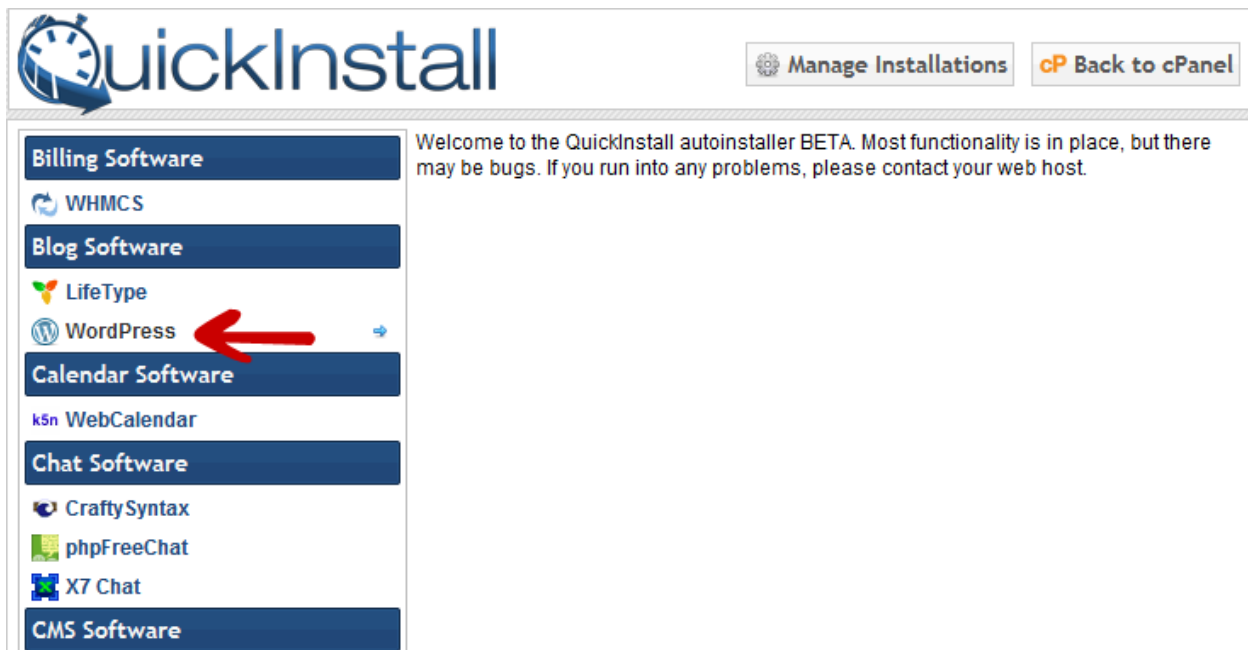 QuickInstall
Manage Installations
cP Back to cPanel
Billing Software
WHMCS
Blog Software
LifeType
WordPress
Calendar Software
k5n WebCalendar
Chat Software
CraftySyntax
phpFreeChat
X7 Chat
CMS Software
Welcome to the QuickInstall autoinstaller BETA. Most functionality is in place, but there
may be bugs. If you run into any problems, please contact your web host.